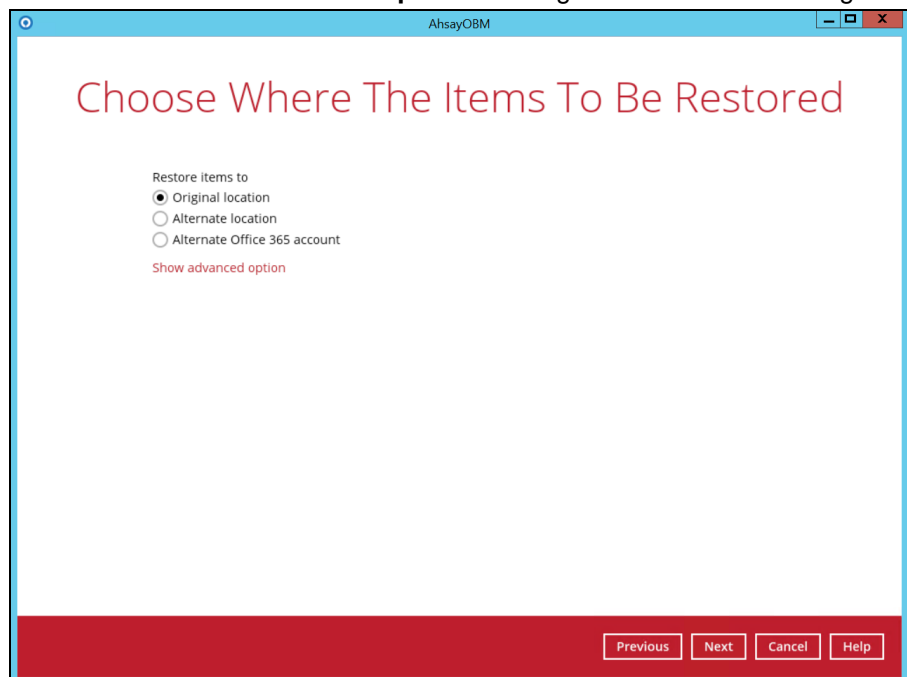 AhsayOBM
Choose Where The Items To Be Restored
Restore items to
Original location
Alternate location
Alternate Office 365 account
Show advanced option
Previous Next Cancel Help